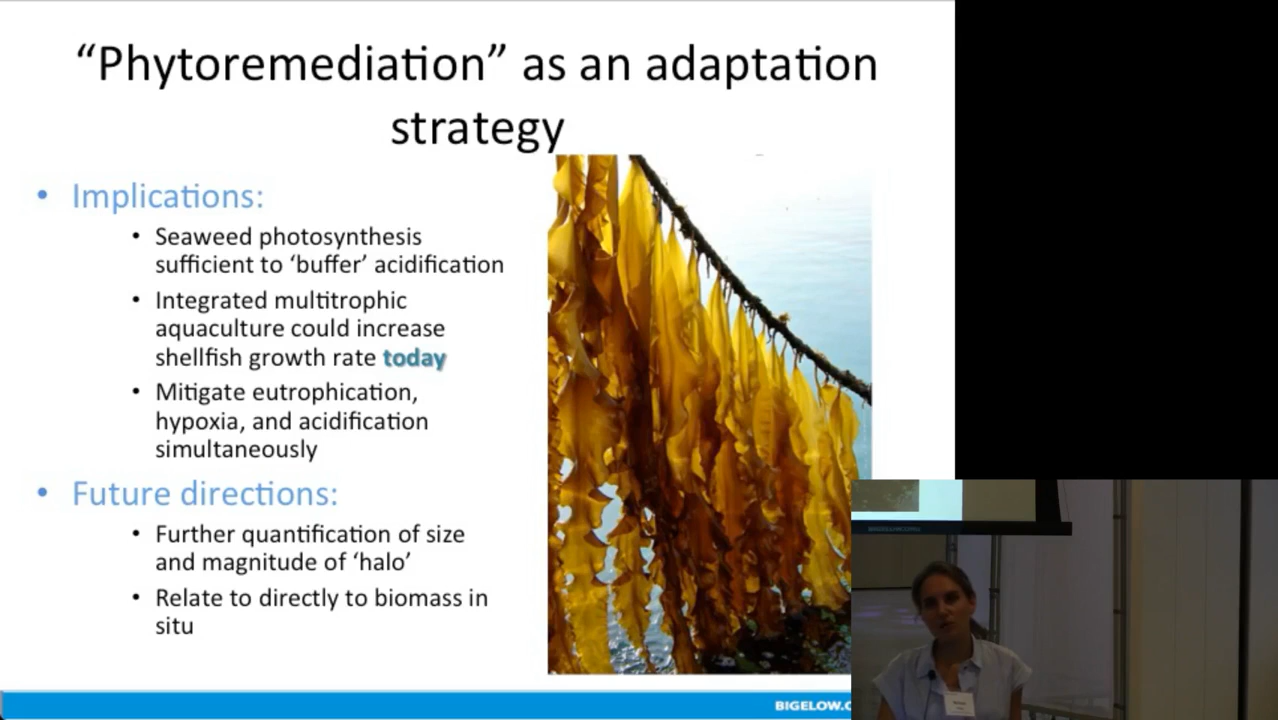 “Phytoremediation” as an adaptation
strategy
• Implications:
• Seaweed photosynthesis
sufficient to ‘buffer’ acidification
• Integrated multitrophic
aquaculture could increase
shellfish growth rate today
• Mitigate eutrophication,
hypoxia, and acidification
simultaneously
• Future directions:
• Further quantification of size
and magnitude of ‘halo’
• Relate to directly to biomass in
situ